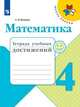 Математика
Тетрадь учебных
достижений
4